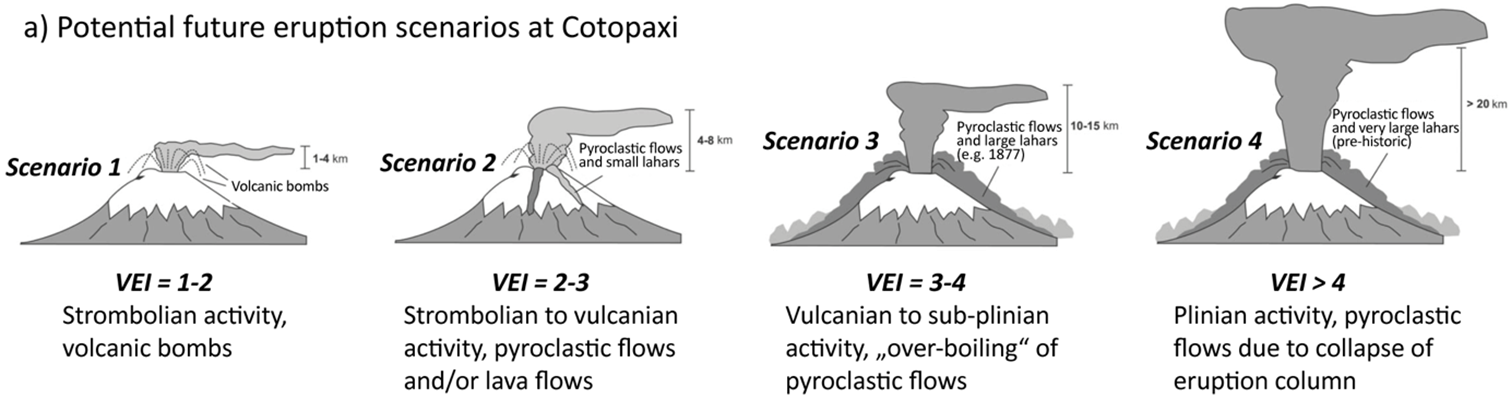 a) Potential future eruption scenarios at Cotopaxi
Scenario 1
1-4 km
Volcanic bombs
VEI = 1-2
Strombolian activity,
volcanic bombs
Scenario 2
4-8 km
Pyroclastic flows
and small lahars
VEI = 2-3
Strombolian to vulcanian
activity, pyroclastic flows
and/or lava flows
Scenario 3
10-15 km
Pyroclastic flows
and large lahars
(e.g. 1877)
VEI = 3-4
Vulcanian to sub-plinian
activity, „over-boiling“ of
pyroclastic flows
Scenario 4
> 20 km
Pyroclastic flows
and very large lahars
(pre-historic)
VEI > 4
Plinian activity, pyroclastic
flows due to collapse of
eruption column